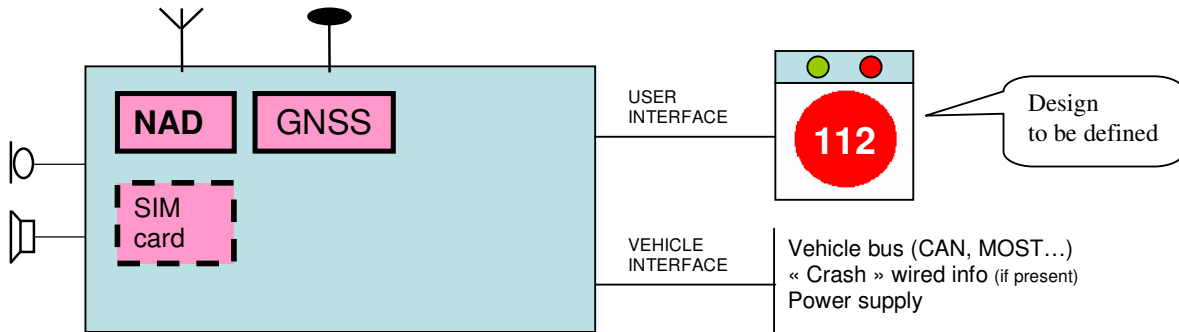 NAD
GNSS
SIM
card
USER
INTERFACE
112
Design
to be defined
VEHICLE
INTERFACE
Vehicle bus (CAN, MOST…)
« Crash » wired info (if present)
Power supply